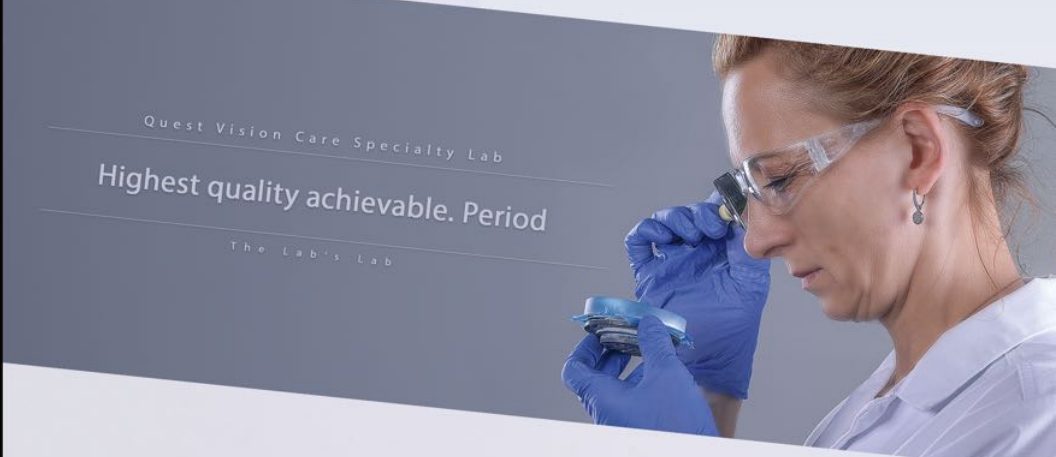 Quest Vision Care Specialty Lab
Highest quality achievable. Period
The Lab's Lab